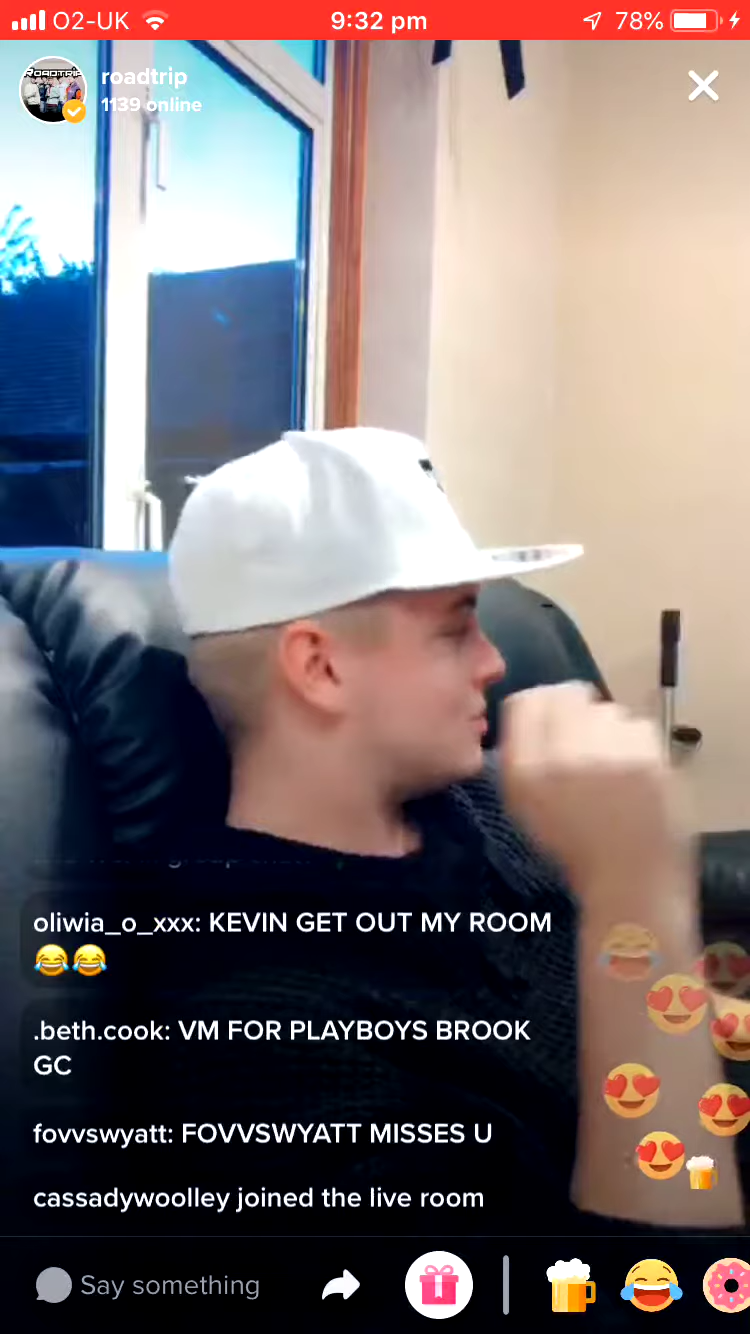 O2-UK 9:32 pm 78%
ROADTRIP
roadtrip
1139 online
oliwia_o_xxx: KEVIN GET OUT MY ROOM
😂😂
.beth.cook: VM FOR PLAYBOYS BROOK
GC
fovvswyatt: FOVVSWYATT MISSES U
cassadywoolley joined the live room
Say something